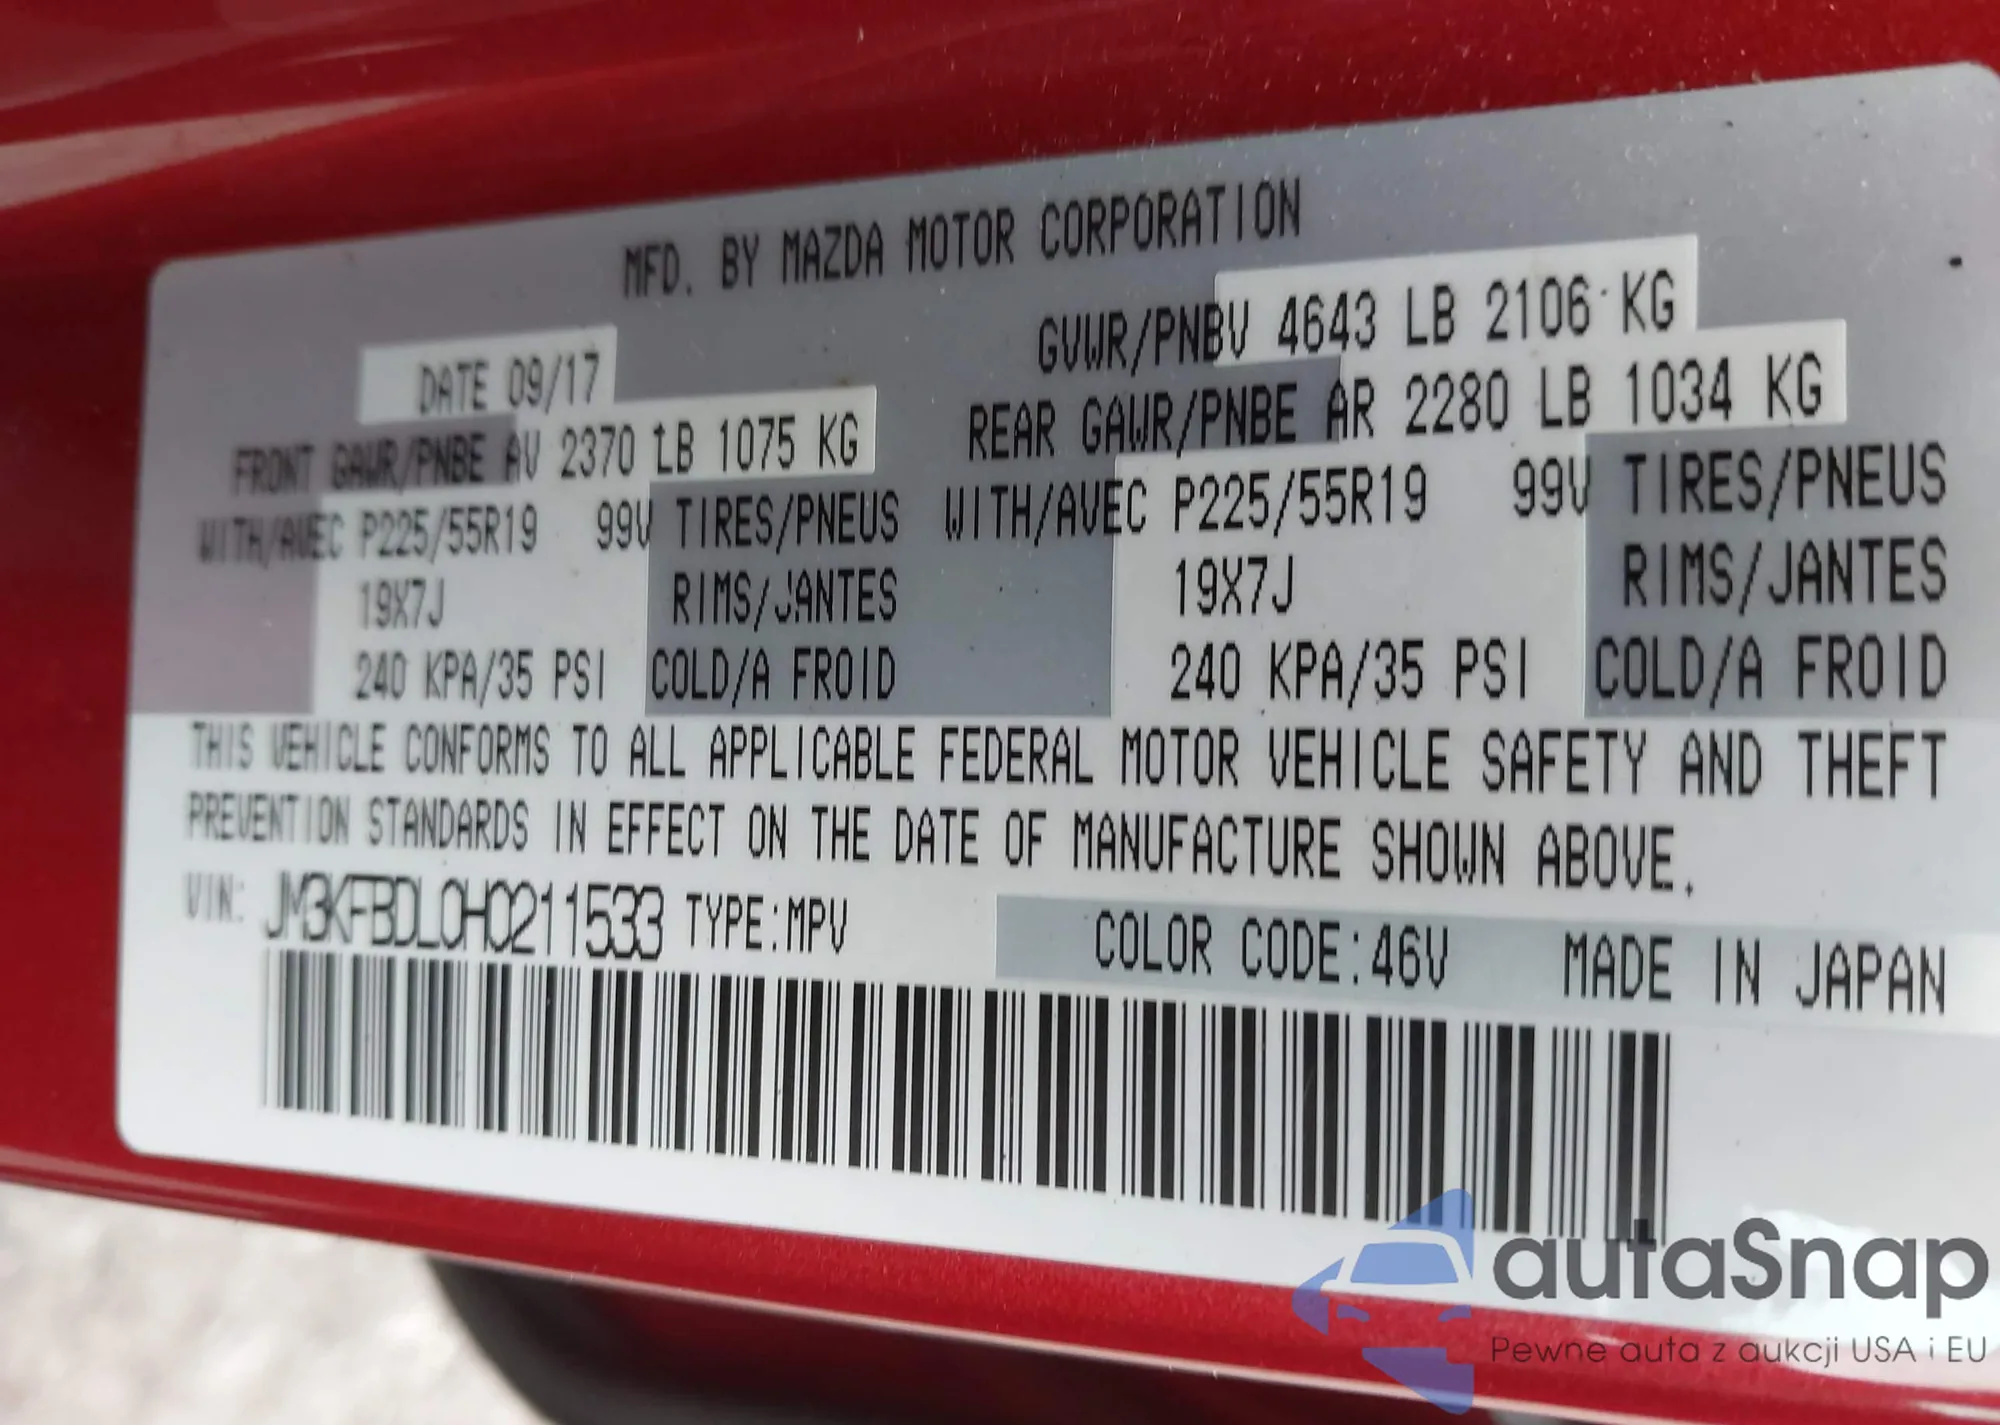 MFD. BY MAZDA MOTOR CORPORATION
DATE 09/17
GVWR/PNBV 4643 LB 2106 KG
FRONT GAWR/PNBE AV 2370 LB 1075 KG
REAR GAWR/PNBE AR 2280 LB 1034 KG
WITH/AVEC P225/55R19 99V TIRES/PNEUS
WITH/AVEC P225/55R19 99V TIRES/PNEUS
19X7J RIMS/JANTES
19X7J RIMS/JANTES
240 KPA/35 PSI COLD/A FROID
240 KPA/35 PSI COLD/A FROID
THIS VEHICLE CONFORMS TO ALL APPLICABLE FEDERAL MOTOR VEHICLE SAFETY AND THEFT
PREVENTION STANDARDS IN EFFECT ON THE DATE OF MANUFACTURE SHOWN ABOVE.
VIN: JM3KFBDL0H0211533 TYPE:MPV COLOR CODE:46V MADE IN JAPAN
autaSnap
Pewne auta z aukcji USA i EU